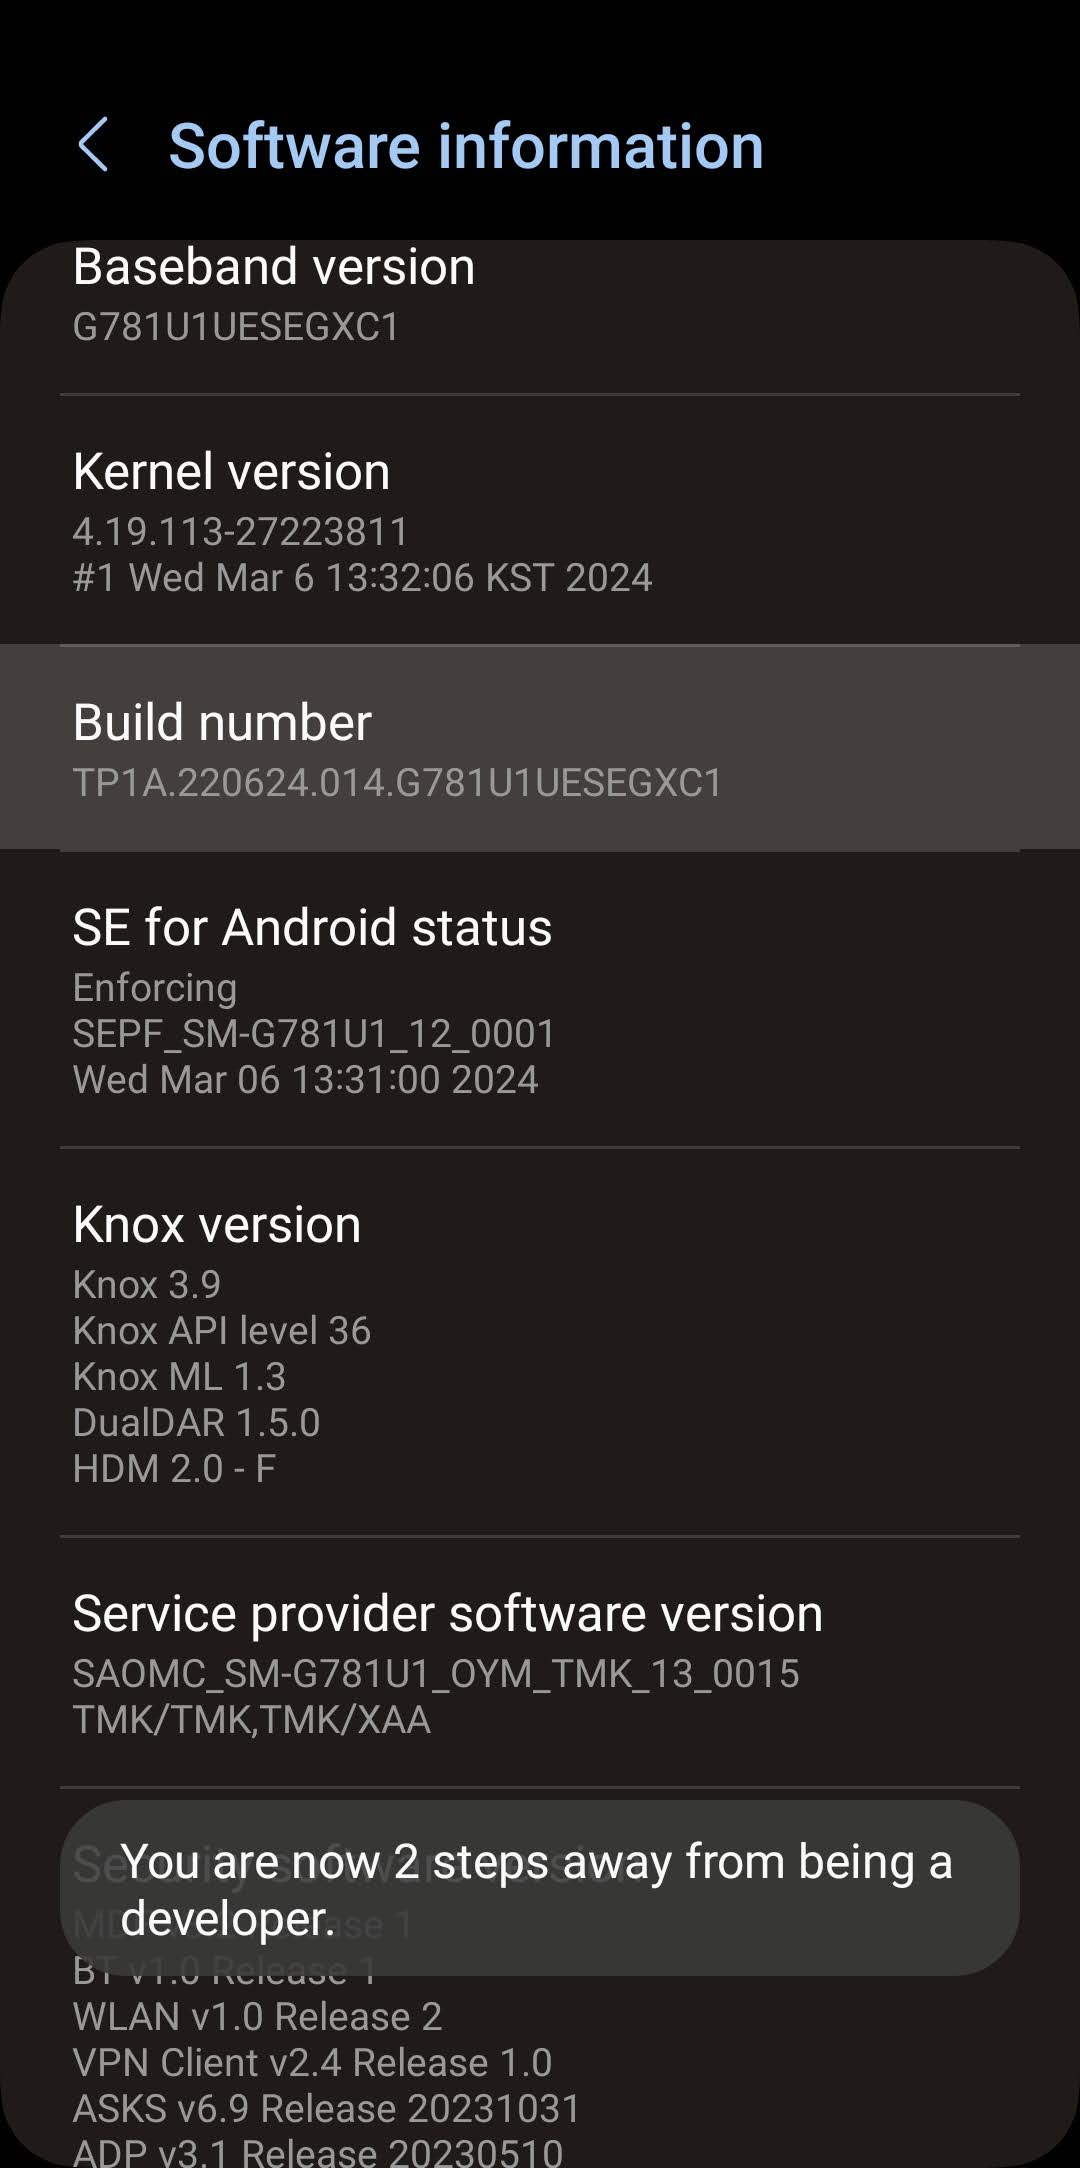 Software information
Baseband version
G781U1UESEGXC1
Kernel version
4.19.113-27223811
#1 Wed Mar 6 13:32:06 KST 2024
Build number
TP1A.220624.014.G781U1UESEGXC1
SE for Android status
Enforcing
SEPF_SM-G781U1_12_0001
Wed Mar 06 13:31:00 2024
Knox version
Knox 3.9
Knox API level 36
Knox ML 1.3
DualDAR 1.5.0
HDM 2.0 - F
Service provider software version
SAOMC_SM-G781U1_OYM_TMK_13_0015
TMK/TMK,TMK/XAA
Security software version
You are now 2 steps away from being a
developer.
Release 1
BT v1.0 Release 1
WLAN v1.0 Release 2
VPN Client v2.4 Release 1.0
ASKS v6.9 Release 20231031
ADP v3.1 Release 20230510